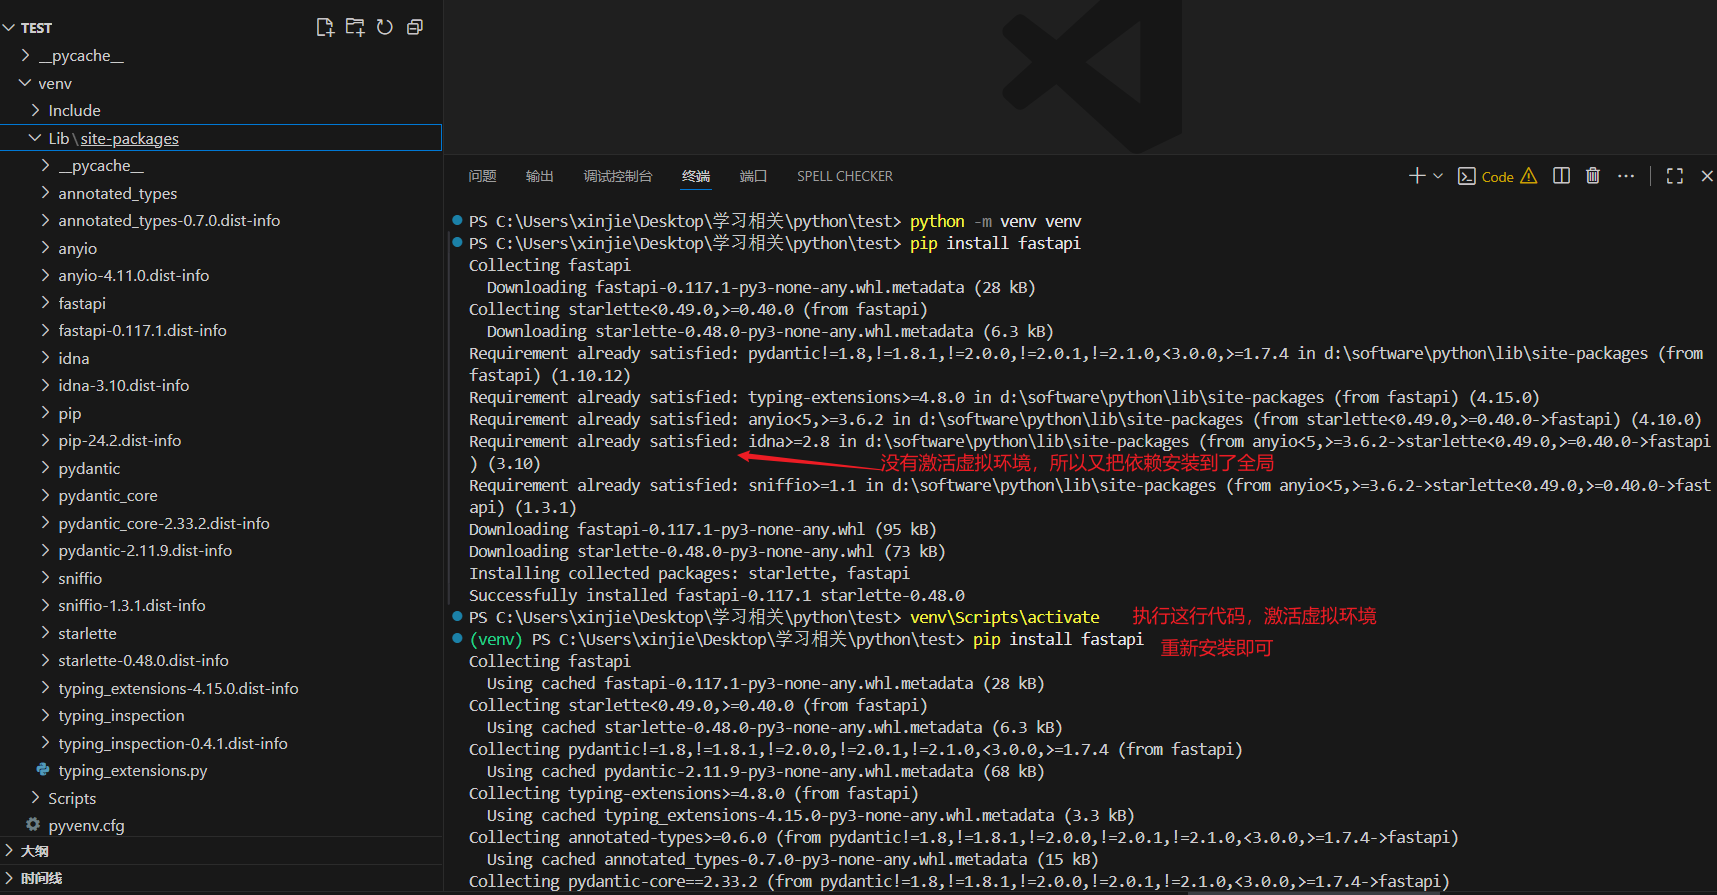 TEST
__pycache__
venv
Include
Lib\site-packages
__pycache__
annotated_types
annotated_types-0.7.0.dist-info
anyio
anyio-4.11.0.dist-info
fastapi
fastapi-0.117.1.dist-info
idna
idna-3.10.dist-info
pip
pip-24.2.dist-info
pydantic
pydantic_core
pydantic_core-2.33.2.dist-info
pydantic-2.11.9.dist-info
sniffio
sniffio-1.3.1.dist-info
starlette
starlette-0.48.0.dist-info
typing_extensions-4.15.0.dist-info
typing_inspection
typing_inspection-0.4.1.dist-info
typing_extensions.py
Scripts
pyvenv.cfg
大纲
时间线
问题 输出 调试控制台 终端 端口 SPELL CHECKER
Code
PS C:\Users\xinjie\Desktop\学习相关\python\test> python -m venv venv
PS C:\Users\xinjie\Desktop\学习相关\python\test> pip install fastapi
Collecting fastapi
Downloading fastapi-0.117.1-py3-none-any.whl.metadata (28 kB)
Collecting starlette<0.49.0,>=0.40.0 (from fastapi)
Downloading starlette-0.48.0-py3-none-any.whl.metadata (6.3 kB)
Requirement already satisfied: pydantic!=1.8,!=1.8.1,!=2.0.0,!=2.0.1,!=2.1.0,<3.0.0,>=1.7.4 in d:\software\python\lib\site-packages (from
fastapi) (1.10.12)
Requirement already satisfied: typing-extensions>=4.8.0 in d:\software\python\lib\site-packages (from fastapi) (4.15.0)
Requirement already satisfied: anyio<5,>=3.6.2 in d:\software\python\lib\site-packages (from starlette<0.49.0,>=0.40.0->fastapi) (4.10.0)
Requirement already satisfied: idna>=2.8 in d:\software\python\lib\site-packages (from anyio<5,>=3.6.2->starlette<0.49.0,>=0.40.0->fastapi
) (3.10)
没有激活虚拟环境，所以又把依赖安装到了全局
Requirement already satisfied: sniffio>=1.1 in d:\software\python\lib\site-packages (from anyio<5,>=3.6.2->starlette<0.49.0,>=0.40.0->fast
api) (1.3.1)
Downloading fastapi-0.117.1-py3-none-any.whl (95 kB)
Downloading starlette-0.48.0-py3-none-any.whl (73 kB)
Installing collected packages: starlette, fastapi
Successfully installed fastapi-0.117.1 starlette-0.48.0
PS C:\Users\xinjie\Desktop\学习相关\python\test> venv\Scripts\activate
执行这行代码，激活虚拟环境
(venv) PS C:\Users\xinjie\Desktop\学习相关\python\test> pip install fastapi
重新安装即可
Collecting fastapi
Using cached fastapi-0.117.1-py3-none-any.whl.metadata (28 kB)
Collecting starlette<0.49.0,>=0.40.0 (from fastapi)
Using cached starlette-0.48.0-py3-none-any.whl.metadata (6.3 kB)
Collecting pydantic!=1.8,!=1.8.1,!=2.0.0,!=2.0.1,!=2.1.0,<3.0.0,>=1.7.4 (from fastapi)
Using cached pydantic-2.11.9-py3-none-any.whl.metadata (68 kB)
Collecting typing-extensions>=4.8.0 (from fastapi)
Using cached typing_extensions-4.15.0-py3-none-any.whl.metadata (3.3 kB)
Collecting annotated-types>=0.6.0 (from pydantic!=1.8,!=1.8.1,!=2.0.0,!=2.0.1,!=2.1.0,<3.0.0,>=1.7.4->fastapi)
Using cached annotated_types-0.7.0-py3-none-any.whl.metadata (15 kB)
Collecting pydantic-core==2.33.2 (from pydantic!=1.8,!=1.8.1,!=2.0.0,!=2.0.1,!=2.1.0,<3.0.0,>=1.7.4->fastapi)